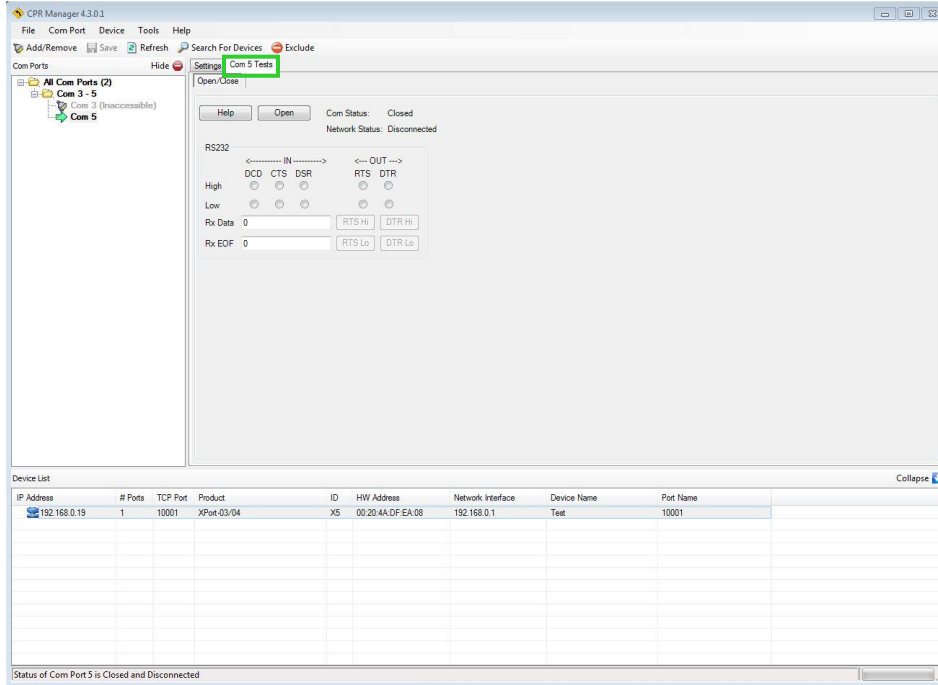 CPR Manager 4.3.0.1
File Com Port Device Tools Help
Add/Remove Save Refresh Search For Devices Exclude
Com Ports Hide Settings Com 5 Tests
All Com Ports (2)
Com 3 - 5
Com 3 (Inaccessible)
Com 5
Open/Close
Help Open Com Status: Closed
Network Status: Disconnected
RS232
<----------- IN ----------> <--- OUT --->
DCD CTS DSR RTS DTR
High
Low
Rx Data 0 RTS Hi DTR Hi
Rx EOF 0 RTS Lo DTR Lo
Device List Collapse
IP Address # Ports TCP Port Product ID HW Address Network Interface Device Name Port Name
192.168.0.19 1 10001 XPort-03/04 X5 00:20:4A:DF:EA:08 192.168.0.1 Test 10001
Status of Com Port 5 is Closed and Disconnected